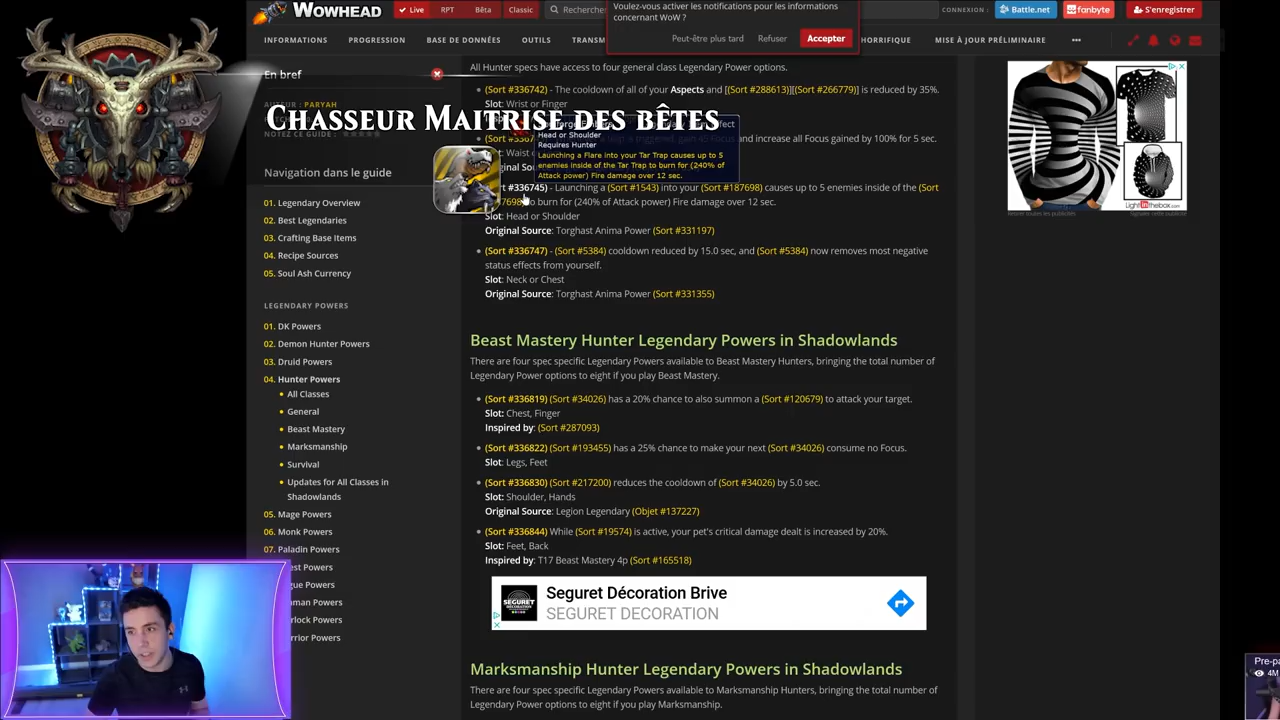 WOWHEAD
Live
RPT
Bêta
Classic
Voulez-vous activer les notifications pour les informations
concernant WoW ?
Peut-être plus tard
Refuser
Accepter
CONNEXION :
Battle.net
fanbyte
S'enregistrer
INFORMATIONS
PROGRESSION
BASE DE DONNÉES
OUTILS
MISE À JOUR PRÉLIMINAIRE
En bref
PARYAH
NOTEZ CE GUIDE :
CHASSEUR MAITRISE DES BÊTES
Navigation dans le guide
01. Legendary Overview
02. Best Legendaries
03. Crafting Base Items
04. Recipe Sources
05. Soul Ash Currency
LEGENDARY POWERS
01. DK Powers
02. Demon Hunter Powers
03. Druid Powers
04. Hunter Powers
All Classes
General
Beast Mastery
Marksmanship
Survival
Updates for All Classes in
Shadowlands
05. Mage Powers
06. Monk Powers
07. Paladin Powers
All Hunter specs have access to four general class Legendary Power options.
(Sort #336742) - The cooldown of all of your Aspects and [(Sort #288613)][(Sort #266779)] is reduced by 35%.
Slot: Wrist or Finger
and increase all Focus gained by 100% for 5 sec.
Head or Shoulder
Requires Hunter
Launching a Flare into your Tar Trap causes up to 5
enemies inside of the Tar Trap to burn for (240% of
Attack power) Fire damage over 12 sec.
#336745) - Launching a (Sort #1543) into your (Sort #187698) causes up to 5 enemies inside of the (Sort
to burn for (240% of Attack power) Fire damage over 12 sec.
Slot: Head or Shoulder
Original Source: Torghast Anima Power (Sort #331197)
(Sort #336747) - (Sort #5384) cooldown reduced by 15.0 sec, and (Sort #5384) now removes most negative
status effects from yourself.
Slot: Neck or Chest
Original Source: Torghast Anima Power (Sort #331355)
Beast Mastery Hunter Legendary Powers in Shadowlands
There are four spec specific Legendary Powers available to Beast Mastery Hunters, bringing the total number of
Legendary Power options to eight if you play Beast Mastery.
(Sort #336819) (Sort #34026) has a 20% chance to also summon a (Sort #120679) to attack your target.
Slot: Chest, Finger
Inspired by: (Sort #287093)
(Sort #336822) (Sort #193455) has a 25% chance to make your next (Sort #34026) consume no Focus.
Slot: Legs, Feet
(Sort #336830) (Sort #217200) reduces the cooldown of (Sort #34026) by 5.0 sec.
Slot: Shoulder, Hands
Original Source: Legion Legendary (Objet #137227)
(Sort #336844) While (Sort #19574) is active, your pet's critical damage dealt is increased by 20%.
Slot: Feet, Back
Inspired by: T17 Beast Mastery 4p (Sort #165518)
Seguret Décoration Brive
SEGURET DECORATION
Marksmanship Hunter Legendary Powers in Shadowlands
There are four spec specific Legendary Powers available to Marksmanship Hunters, bringing the total number of
Legendary Power options to eight if you play Marksmanship.
LightInTheBox.com
Retirer toutes les publicités
Signaler cette publicité
Pre-pa
4M